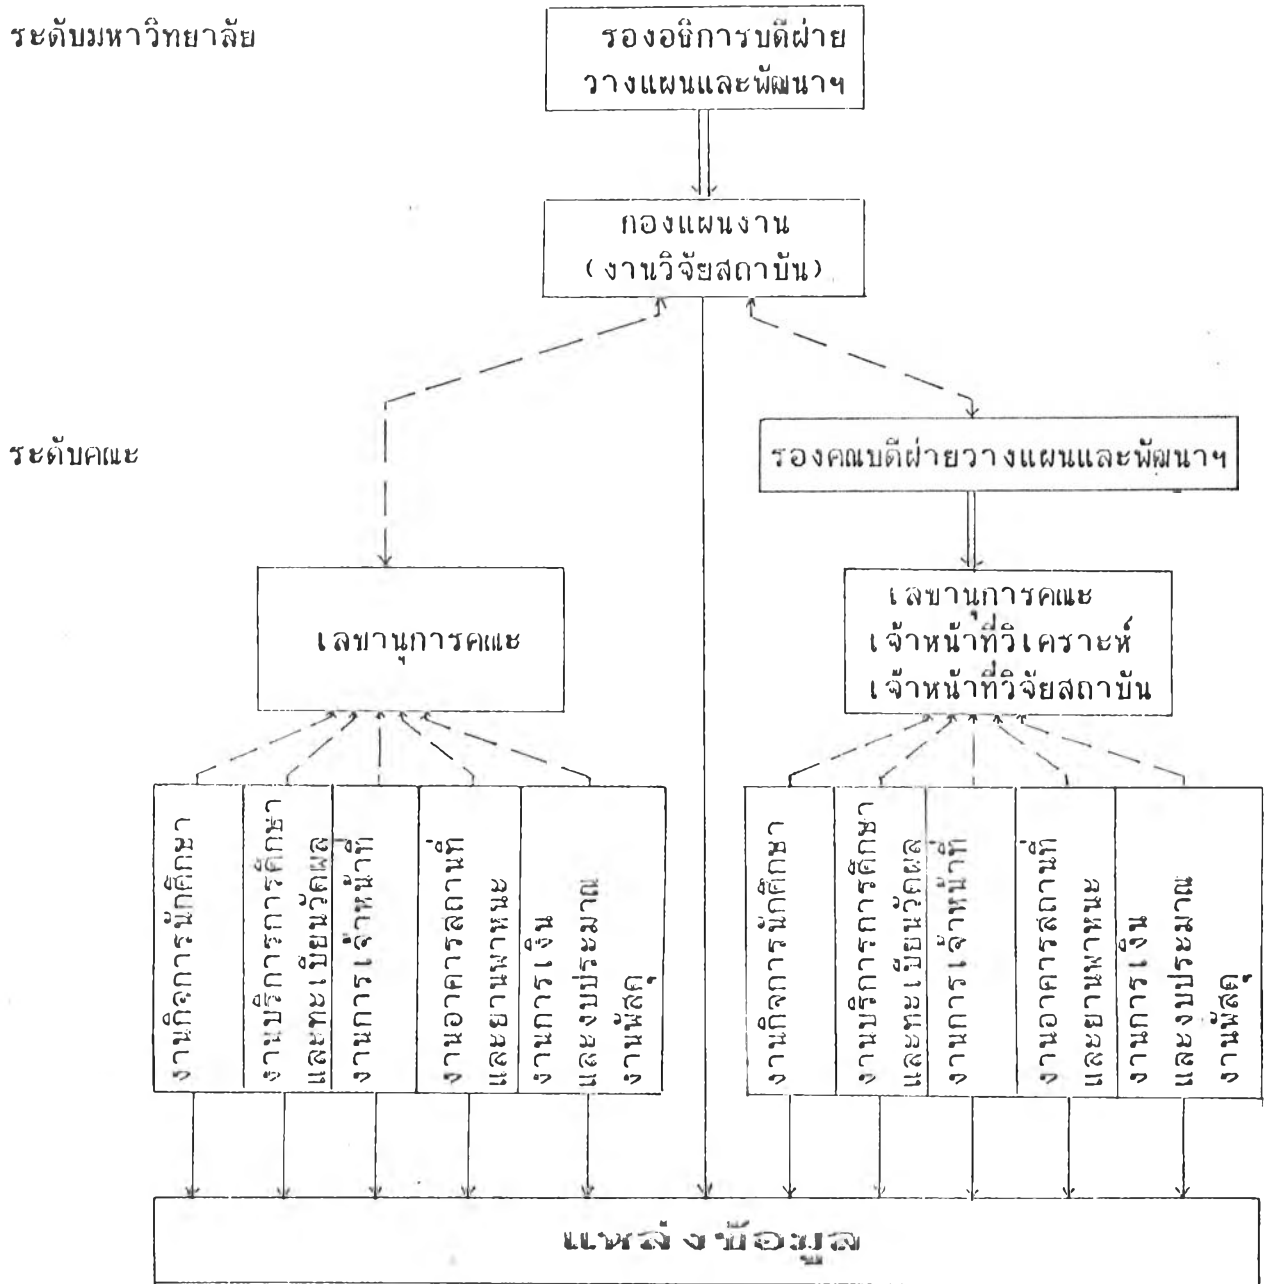 ระดับมหาวิทยาลัย
รองอธิการบดีฝ่าย
วางแผนและพัฒนาฯ
กองแผนงาน
(งานวิจัยสถาบัน)
ระดับคณะ
รองคณบดีฝ่ายวางแผนและพัฒนาฯ
เลขานุการคณะ
เลขานุการคณะ
เจ้าหน้าที่วิเคราะห์
เจ้าหน้าที่วิจัยสถาบัน
งานกิจการนักศึกษา
งานบริการการศึกษา
และทะเบียนวัดผล
งานการเจ้าหน้าที่
งานอาคารสถานที่
และยานพาหนะ
งานการเงิน
และงบประมาณ
งานพัสดุ
งานกิจการนักศึกษา
งานบริการการศึกษา
และทะเบียนวัดผล
งานการเจ้าหน้าที่
งานอาคารสถานที่
และยานพาหนะ
งานการเงิน
และงบประมาณ
งานพัสดุ
แหล่งข้อมูล